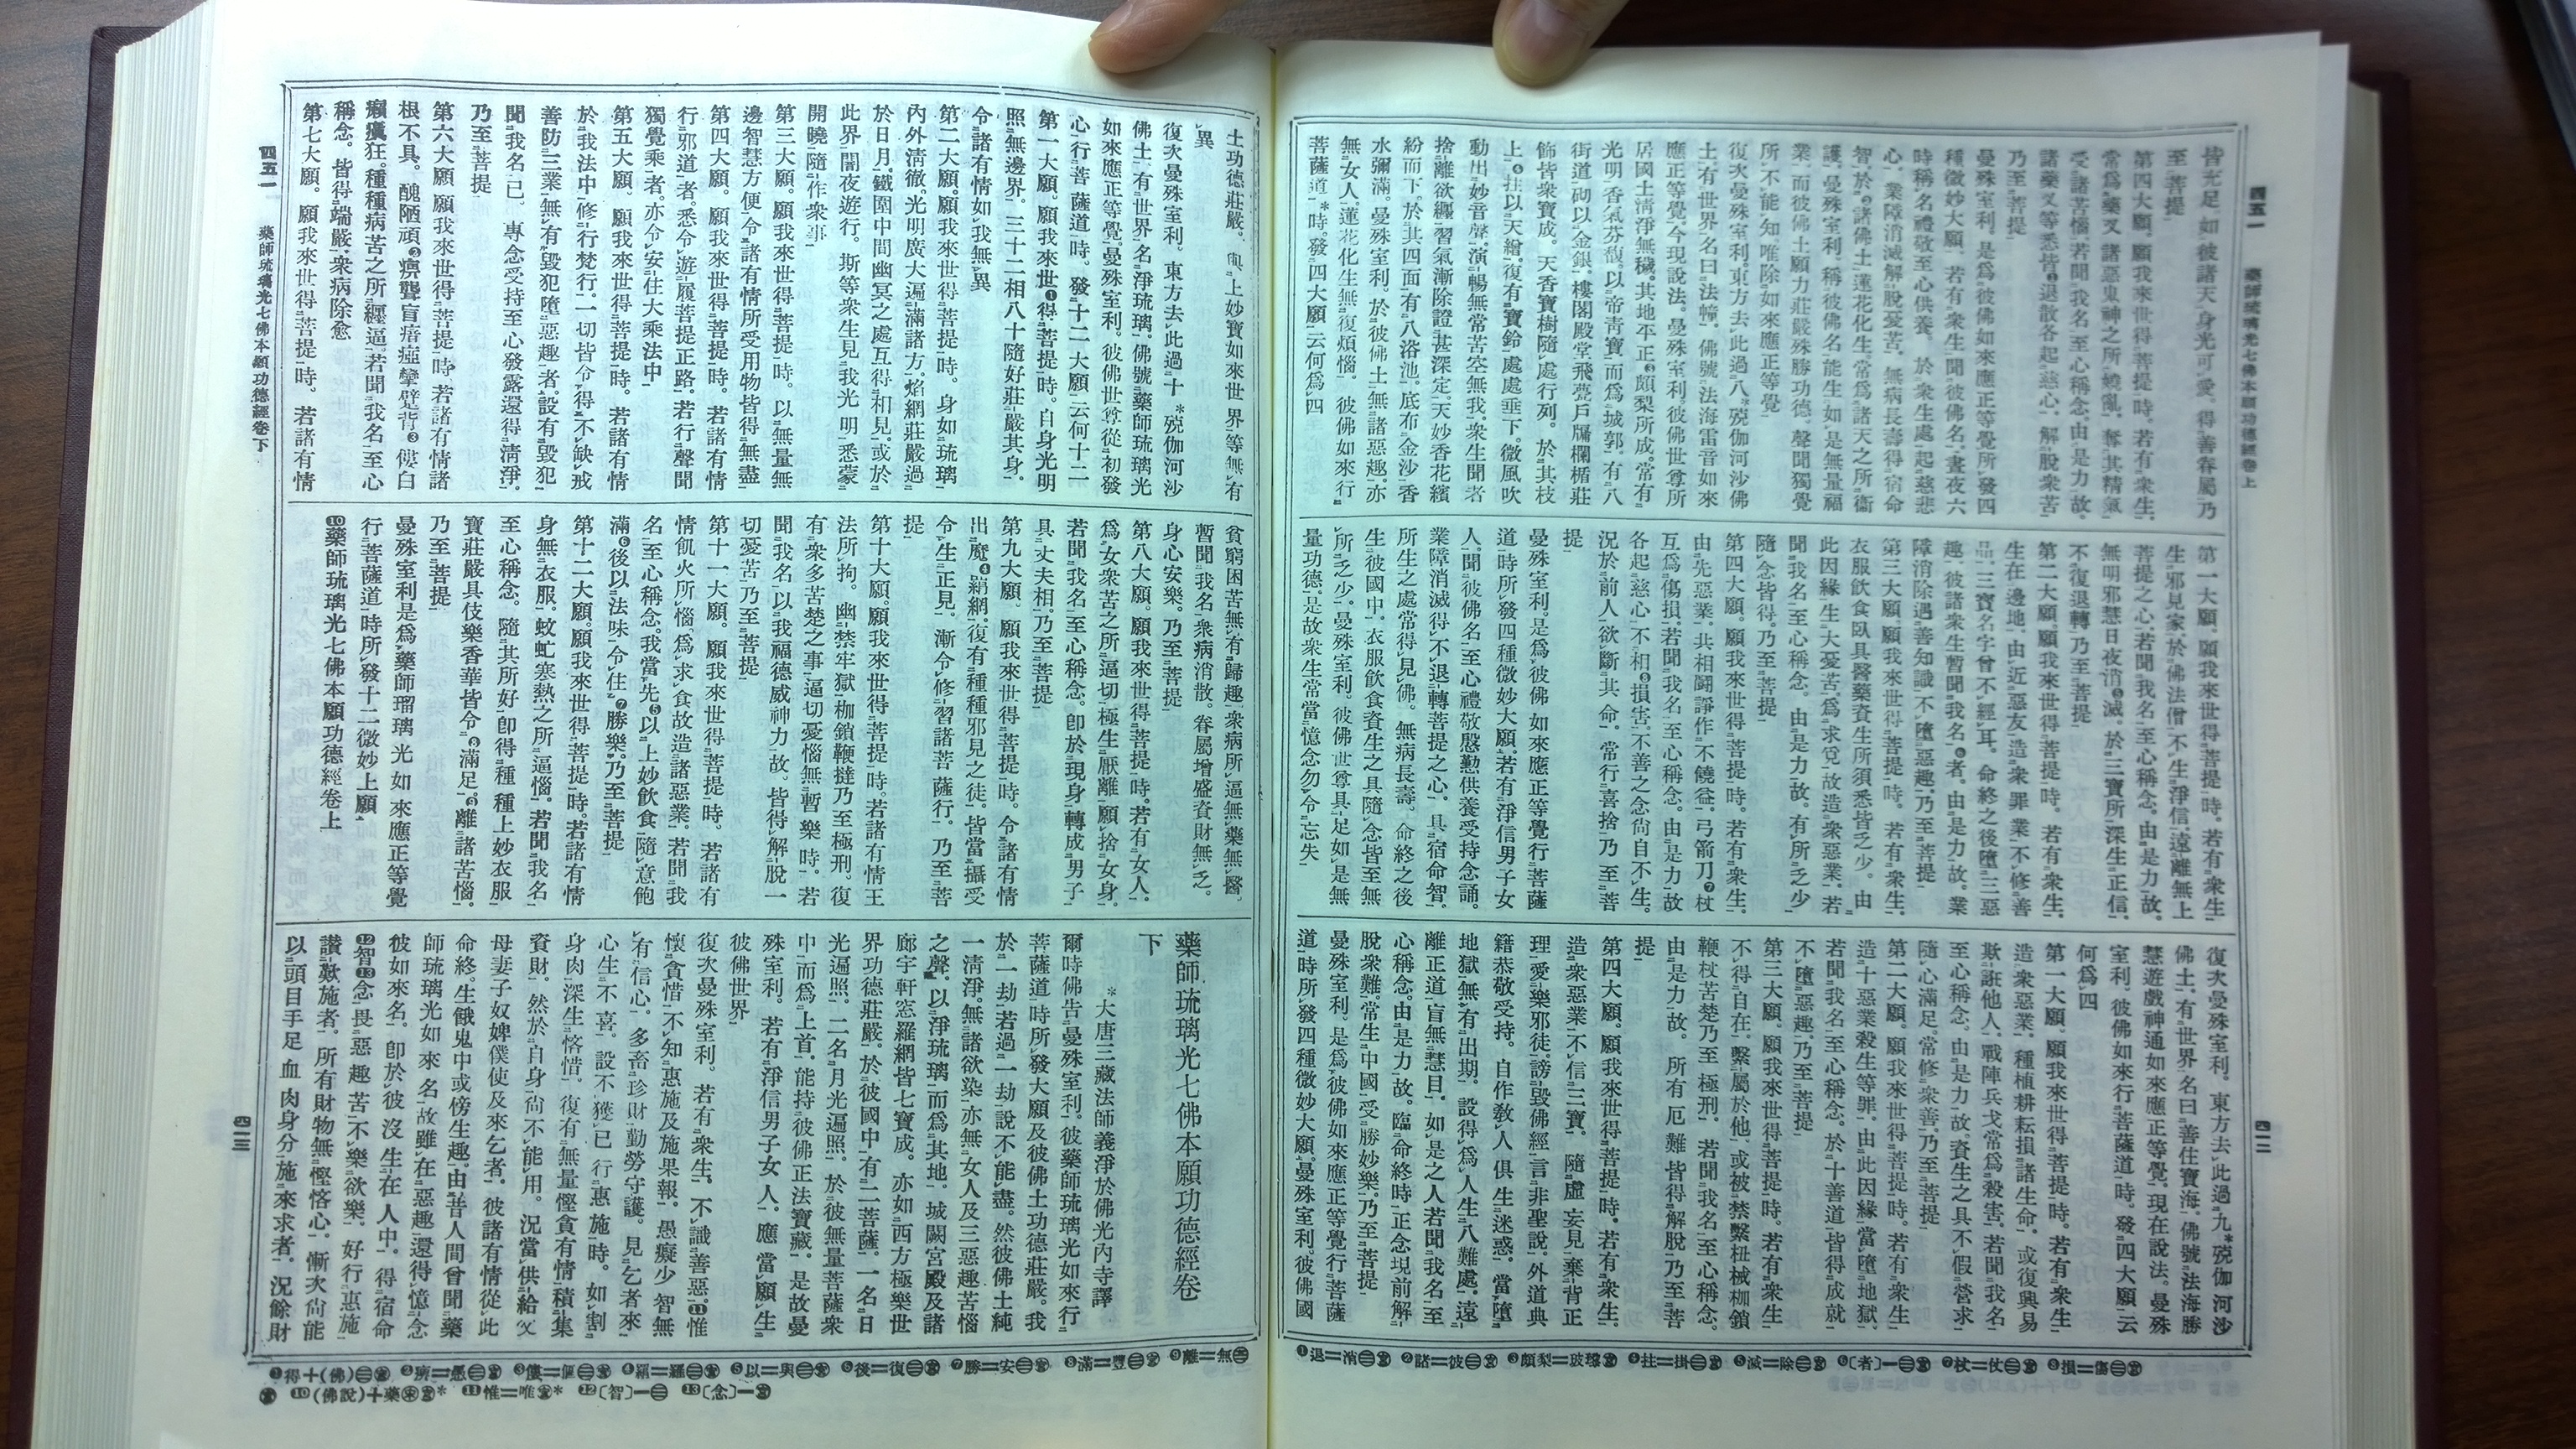 四五一　藥師琉璃光七佛本願功德經卷上
四一二
皆充足。如彼諸天身光可愛。得善眷屬乃
至菩提
第四大願。願我來世得菩提時。若有衆生。
常爲藥叉諸惡鬼神之所嬈亂。奪其精氣
受諸苦惱。若聞我名至心稱念。由是力故。
諸藥叉等悉皆❶退散各起慈心。解脫衆苦
乃至菩提
曼殊室利。是爲彼佛如來應正等覺所發四
種微妙大願。若有衆生聞彼佛名。晝夜六
時稱名禮敬至心供養。於衆生處起慈悲
心。業障消滅解脫憂苦。無病長壽得宿命
智於❷諸佛土蓮花化生。常爲諸天之所衞
護。曼殊室利。稱彼佛名能生如是無量福
業。而彼佛土願力莊嚴殊勝功德。聲聞獨覺
所不能知唯除如來應正等覺
復次曼殊室利。東方去此過八*殑伽河沙佛
土有世界名曰法幢。佛號法海雷音如來
應正等覺。今現說法。曼殊室利。彼佛世尊所
居國土清淨無穢。其地平正❸頗梨所成。常有
光明香氣芬馥。以帝靑寶而爲城郭。有八
街道砌以金銀。樓閣殿堂飛甍戶牖欄楯莊
飾皆衆寶成。天香寶樹隨處行列。於其枝
上❹拄以天繒。復有寶鈴處處垂下。微風吹
動出妙音聲。演暢無常苦空無我。衆生聞者
捨離欲纏。習氣漸除證甚深定。天妙香花繽
紛而下。於其四面有八浴池。底布金沙香
水彌滿。曼殊室利。於彼佛土無諸惡趣。亦
無女人。蓮花化生無復煩惱。彼佛如來行
菩薩道*時。發四大願。云何爲四
第一大願。願我來世得菩提時。若有衆生
生邪見家。於佛法僧不生淨信。遠離無上
菩提之心。若聞我名至心稱念。由是力故。
無明邪慧日夜消❺滅。於三寶所深生正信。
不復退轉乃至菩提
第二大願。願我來世得菩提時。若有衆生。
生在邊地。由近惡友造衆罪業不修善
品。三寶名字曾不經耳。命終之後墮三惡
趣。彼諸衆生暫聞我名❻者。由是力故。業
障消除遇善知識不墮惡趣。乃至菩提
第三大願。願我來世得菩提時。若有衆生。
衣服飮食臥具醫藥資生所須悉皆乏少。由
此因緣生大憂苦。爲求覓故造衆惡業。若
聞我名至心稱念。由是力故。有所乏少
隨念皆得。乃至菩提
第四大願。願我來世得菩提時。若有衆生。
由先惡業。共相鬪諍作不饒益。弓箭刀❼杖
互爲傷損。若聞我名至心稱念。由是力故
各起慈心不相❽損害。不善之念尙自不生。
況於前人欲斷其命。常行喜捨乃至菩
提
曼殊室利。是爲彼佛如來應正等覺行菩薩
道時所發四種微妙大願。若有淨信男子女
人。聞彼佛名至心禮敬慇懃供養受持念誦。
業障消滅得不退轉菩提之心。具宿命智。
所生之處常得見佛。無病長壽。命終之後
生彼國中。衣服飮食資生之具隨念皆至無
所乏少。曼殊室利。彼佛世尊具足如是無
量功德。是故衆生常當憶念勿令忘失
復次曼殊室利。東方去此過九*殑伽河沙
佛土。有世界名曰善住寶海。佛號法海勝
慧遊戲神通如來應正等覺。現在說法。曼殊
室利。彼佛如來行菩薩道時。發四大願。云
何爲四
第一大願。願我來世得菩提時。若有衆生。
造衆惡業。種植耕耘損諸生命。或復興易
欺誑他人。戰陣兵戈常爲殺害。若聞我名
至心稱念。由是力故。資生之具不假營求
隨心滿足。常修衆善。乃至菩提
第二大願。願我來世得菩提時。若有衆生。
造十惡業殺生等罪。由此因緣當墮地獄。
若聞我名至心稱念。於十善道皆得成就
不墮惡趣。乃至菩提
第三大願。願我來世得菩提時。若有衆生
不得自在。繫屬於他。或被禁繫杻械枷鎖
鞭杖苦楚乃至極刑。若聞我名至心稱念。
由是力故。所有厄難皆得解脫乃至菩
提
第四大願。願我來世得菩提時。若有衆生。
造衆惡業不信三寶。隨虛妄見棄背正
理。愛樂邪徒。謗毀佛經。言非聖說。外道典
籍恭敬受持。自作敎人俱生迷惑。當墮
地獄無有出期。設得爲人生八難處。遠
離正道盲無慧目。如是之人若聞我名至
心稱念。由是力故。臨命終時正念現前解
脫衆難。常生中國受勝妙樂。乃至菩提
曼殊室利。是爲彼佛如來應正等覺行菩薩
道時所發四種微妙大願。曼殊室利。彼佛國
❶退＝消㊂㊪　❷諸＝彼㊂㊪　❸頗梨＝玻瓈㊪　❹拄＝掛㊂㊪　❺滅＝除㊂㊪　❻〔者〕－㊂㊪　❼杖＝仗㊂㊪　❽損＝傷㊂㊪
土功德莊嚴。與上妙寶如來世界等無有
異
復次曼殊室利。東方去此過十*殑伽河沙
佛土。有世界名淨琉璃。佛號藥師琉璃光
如來應正等覺。曼殊室利。彼佛世尊從初發
心行菩薩道時。發十二大願。云何十二
第一大願。願我來世❶得菩提時。自身光明
照無邊界。三十二相八十隨好莊嚴其身。
令諸有情如我無異
第二大願。願我來世得菩提時。身如琉璃
內外淸徹。光明廣大遍滿諸方。焰網莊嚴過
於日月。鐵圍中間幽冥之處互得相見。或於
此界闇夜遊行。斯等衆生見我光明悉蒙
開曉隨作衆事
第三大願。願我來世得菩提時。以無量無
邊智慧方便。令諸有情所受用物皆得無盡
第四大願。願我來世得菩提時。若諸有情
行邪道者。悉令遊履菩提正路。若行聲聞
獨覺乘者。亦令安住大乘法中
第五大願。願我來世得菩提時。若諸有情
於我法中修行梵行。一切皆令得不缺戒
善防三業。無有毀犯墮惡趣者。設有毀犯
聞我名已。專念受持至心發露還得淸淨。
乃至菩提
第六大願。願我來世得菩提時。若諸有情諸
根不具。醜陋頑❷痹聾盲瘖瘂攣躄背❸僂白
癩癲狂。種種病苦之所纏逼。若聞我名至心
稱念。皆得端嚴衆病除愈
第七大願。願我來世得菩提時。若諸有情
貧窮困苦無有歸趣。衆病所逼無藥無醫。
暫聞我名衆病消散。眷屬增盛資財無乏。
身心安樂。乃至菩提
第八大願。願我來世得菩提時。若有女人。
爲女衆苦之所逼切極生厭離。願捨女身。
若聞我名至心稱念。卽於現身轉成男子
具丈夫相。乃至菩提
第九大願。願我來世得菩提時。令諸有情
出魔❹羂網。復有種種邪見之徒。皆當攝受
令生正見。漸令修習諸菩薩行。乃至菩
提
第十大願。願我來世得菩提時。若諸有情王
法所拘。幽禁牢獄枷鎖鞭撻乃至極刑。復
有衆多苦楚之事逼切憂惱無暫樂時。若
聞我名。以我福德威神力故。皆得解脫一
切憂苦乃至菩提
第十一大願。願我來世得菩提時。若諸有
情飢火所惱。爲求食故造諸惡業。若聞我
名至心稱念。我當先❺以上妙飮食隨意飽
滿。❻後以法味令住❼勝樂。乃至菩提
第十二大願。願我來世得菩提時。若諸有情
身無衣服。蚊虻寒熱之所逼惱。若聞我名
至心稱念。隨其所好卽得種種上妙衣服
寶莊嚴具伎樂香華皆令❽滿足。❾離諸苦惱。
乃至菩提
曼殊室利是爲藥師瑠璃光如來應正等覺
行菩薩道時所發十二微妙上願
❿藥師琉璃光七佛本願功德經卷上
藥師琉璃光七佛本願功德經卷
下
*大唐三藏法師義淨於佛光內寺譯
爾時佛告曼殊室利。彼藥師琉璃光如來行
菩薩道時所發大願及彼佛土功德莊嚴。我
於一劫若過一劫說不能盡。然彼佛土純
一淸淨。無諸欲染。亦無女人及三惡趣苦惱
之聲。以淨琉璃而爲其地。城闕宮殿及諸
廊宇軒窓羅網皆七寶成。亦如西方極樂世
界功德莊嚴。於彼國中有二菩薩。一名日
光遍照。二名月光遍照。於彼無量菩薩衆
中而爲上首。能持彼佛正法寶藏。是故曼
殊室利。若有淨信男子女人。應當願生
彼佛世界
復次曼殊室利。若有衆生。不識善惡。⓫惟
懷貪惜不知惠施及施果報。愚癡少智無
有信心。多畜珍財勤勞守護。見乞者來
心生不喜。設不獲已行惠施時。如割
身肉深生悋惜。復有無量慳貪有情積集
資財。然於自身尙不能用。況當供給父
母妻子奴婢僕使及來乞者。彼諸有情從此
命終。生餓鬼中或傍生趣。由昔人間曾聞藥
師琉璃光如來名故雖在惡趣還得憶念
彼如來名。卽於彼沒生在人中。得宿命
⓬智⓭念畏惡趣苦不樂欲樂。好行惠施
讚歎施者。所有財物無慳悋心。慚次尙能
以頭目手足血肉身分施來求者。況餘財
❶得＋（佛）㊂㊪　❷痹＝愚㊂㊪　❸僂＝傴㊂㊪　❹羂＝羅㊂㊪　❺以＝與㊂㊪　❻後＝復㊂㊪　❼勝＝安㊂㊪　❽滿＝豐㊂㊪　❾離＝無㊂
㊪　❿（佛說）＋藥㊍㊪*　⓫惟＝唯㊪*　⓬〔智〕－㊂　⓭〔念〕－㊪
四五一　藥師琉璃光七佛本願功德經卷下
四一三